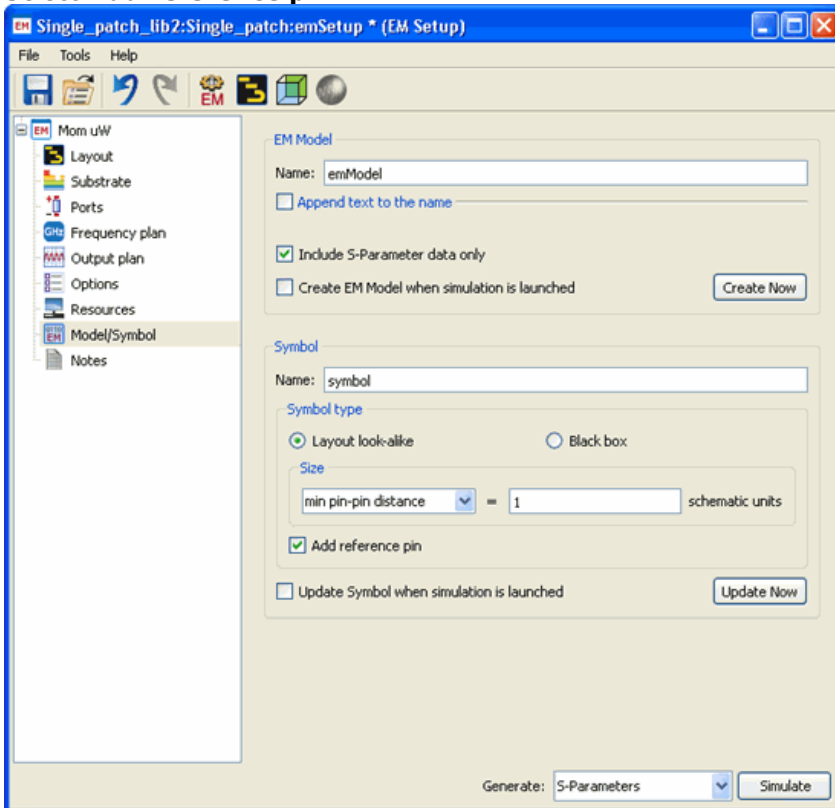 Single_patch_lib2:Single_patch:emSetup * (EM Setup)
File Tools Help
EM
Mom uW
Layout
Substrate
Ports
Frequency plan
Output plan
Options
Resources
Model/Symbol
Notes
EM Model
Name: emModel
Append text to the name
Include S-Parameter data only
Create EM Model when simulation is launched Create Now
Symbol
Name: symbol
Symbol type
Layout look-alike Black box
Size
min pin-pin distance = 1 schematic units
Add reference pin
Update Symbol when simulation is launched Update Now
Generate: S-Parameters Simulate